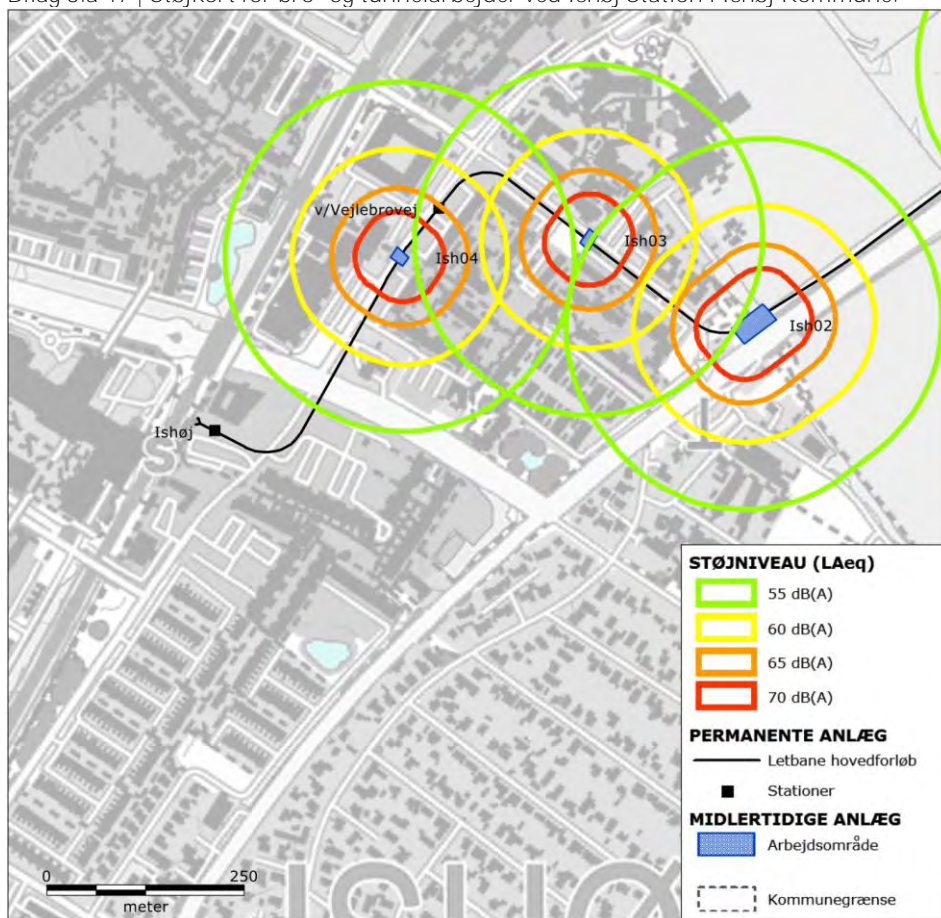 v/Vejlebrovej
Ish04
Ish03
Ish02
Ishøj
S
STØJNIVEAU (LAeq)
55 dB(A)
60 dB(A)
65 dB(A)
70 dB(A)
PERMANENTE ANLÆG
Letbane hovedforløb
Stationer
MIDLERTIDIGE ANLÆG
Arbejdsområde
Kommunegrænse
0 250
meter